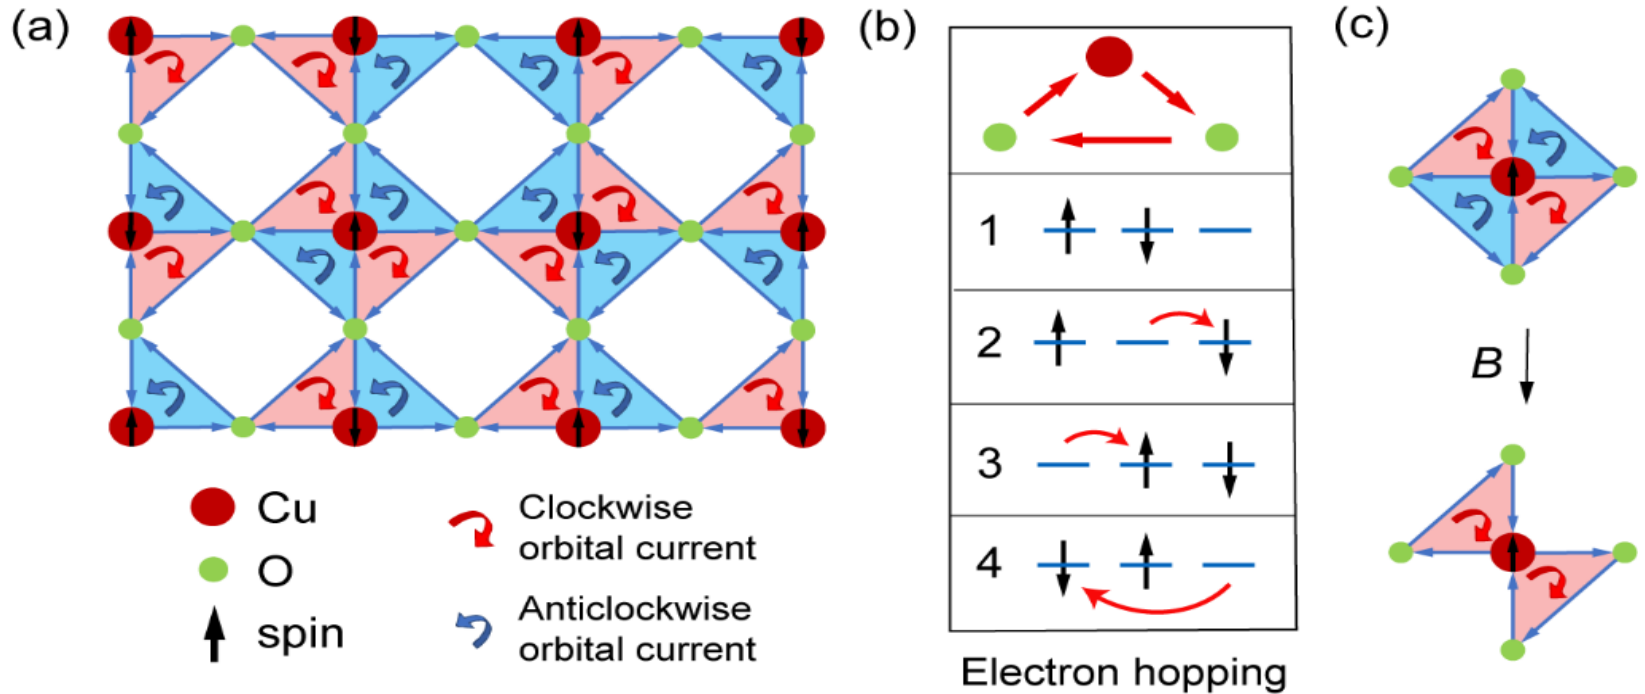 (a)
(b)
(c)
1
2
3
4
B
Cu
O
spin
Clockwise
orbital current
Anticlockwise
orbital current
Electron hopping